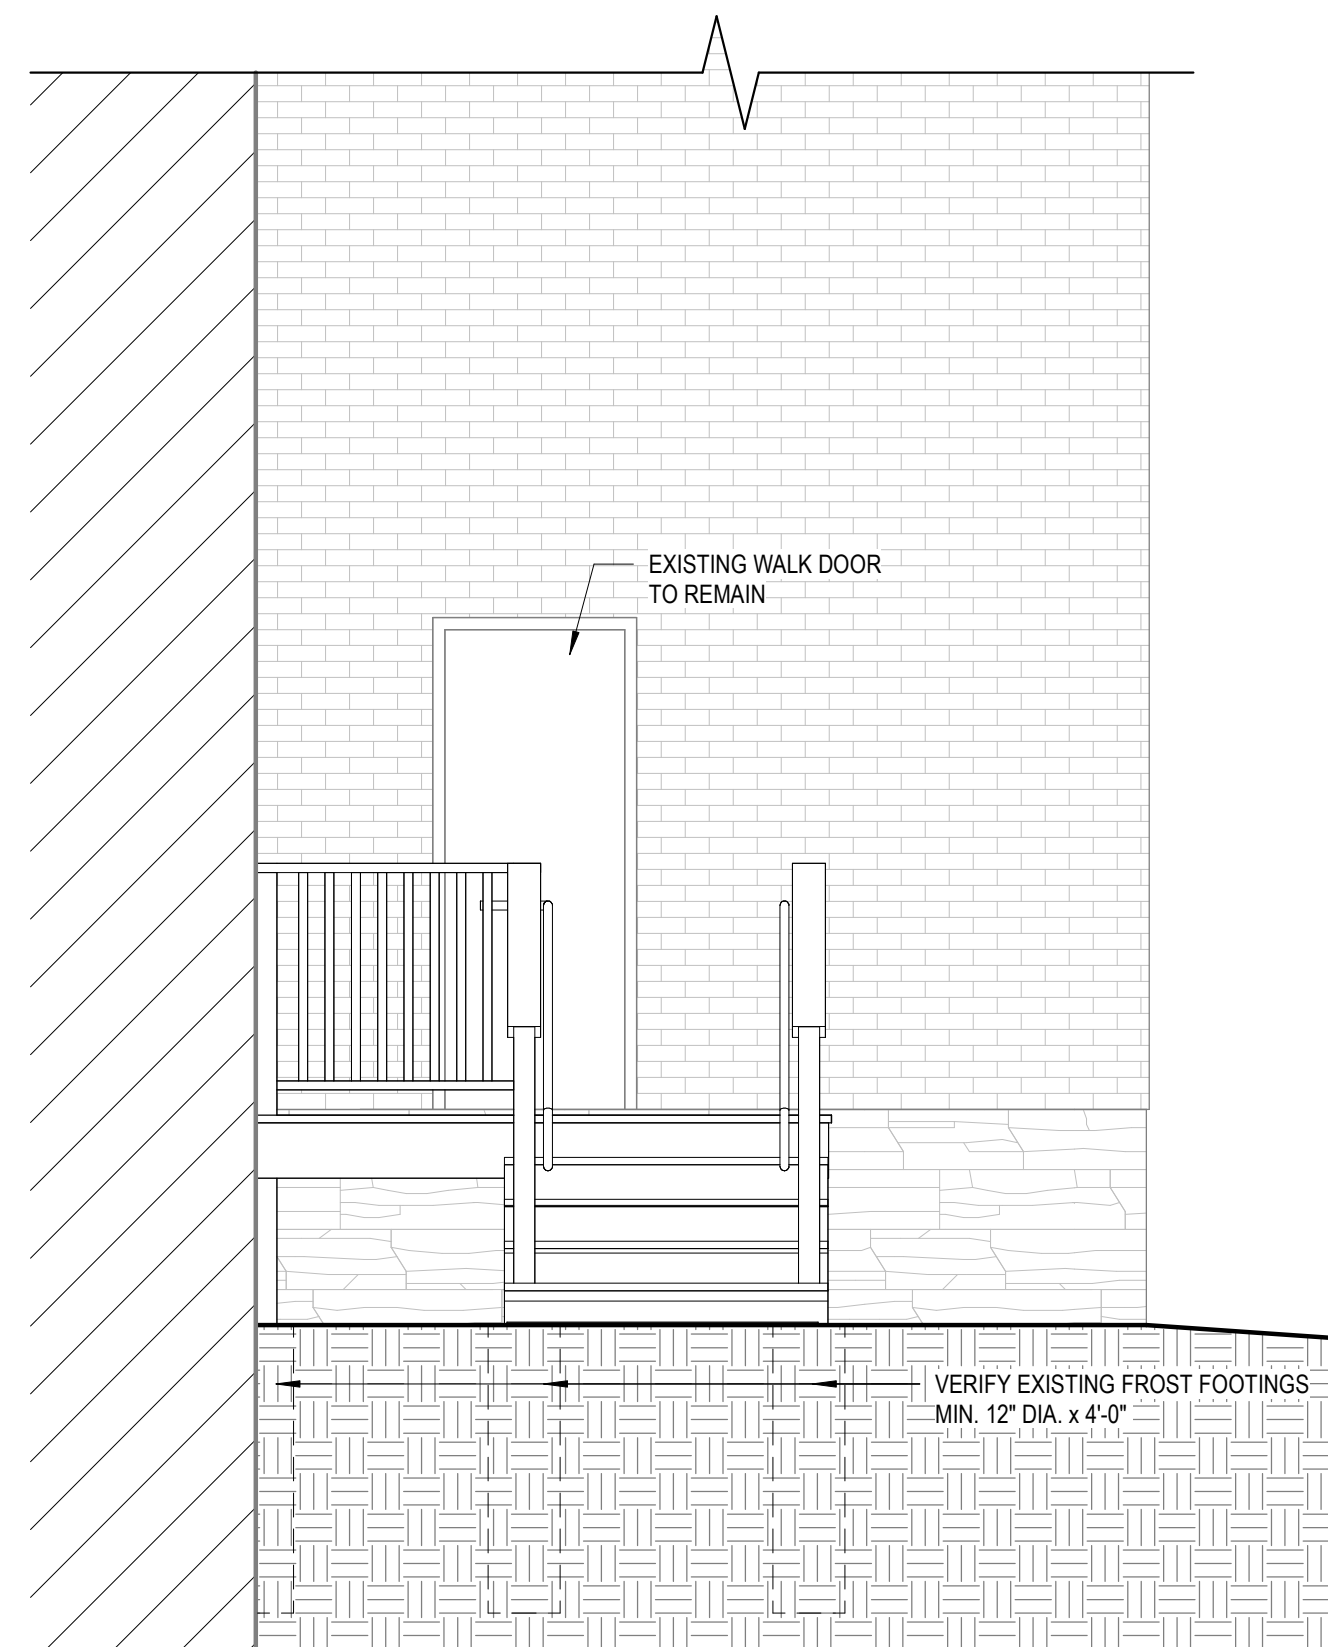 EXISTING WALK DOOR
TO REMAIN
VERIFY EXISTING FROST FOOTINGS
MIN. 12" DIA. x 4'-0"